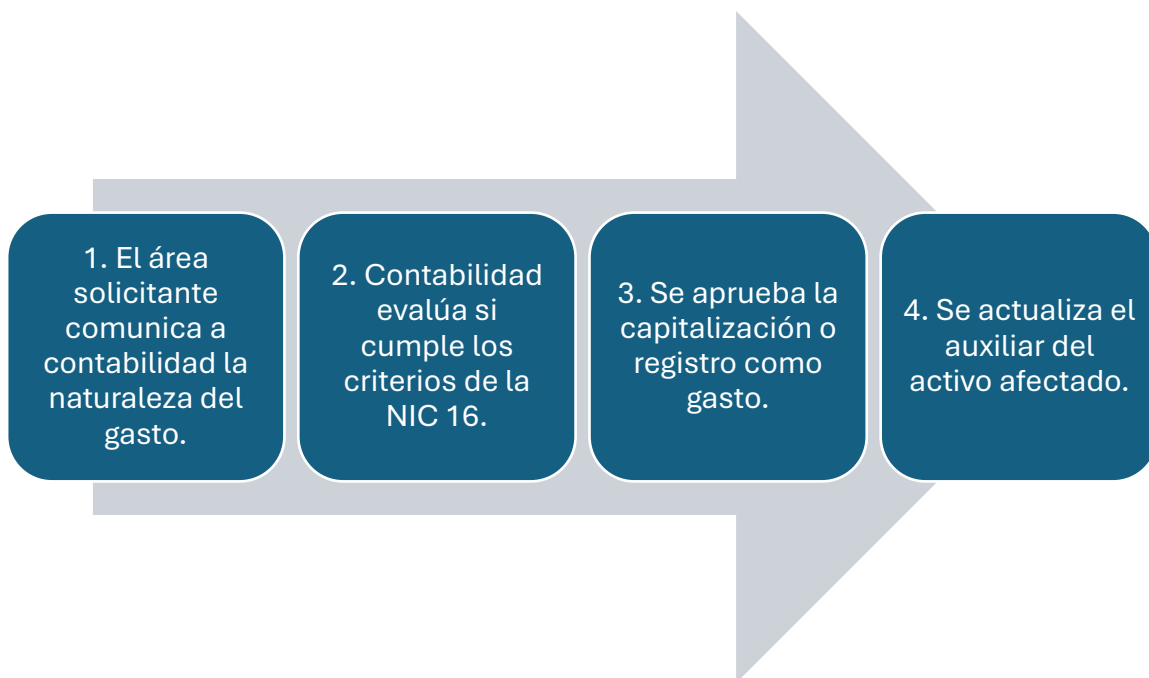 1. El área
solicitante
comunica a
contabilidad la
naturaleza del
gasto.
2. Contabilidad
evalúa si
cumple los
criterios de la
NIC 16.
3. Se aprueba la
capitalización o
registro como
gasto.
4. Se actualiza el
auxiliar del
activo afectado.